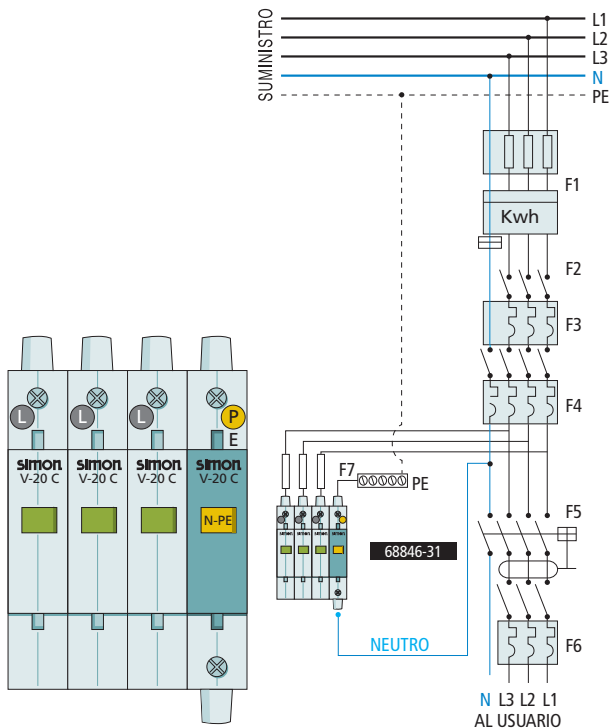 SUMINISTRO
L1
L2
L3
N
PE
F1
Kwh
F2
F3
F4
L
L
L
P
E
simon
V-20 C
simon
V-20 C
simon
V-20 C
simon
V-20 C
N-PE
F7
PE
F5
68846-31
NEUTRO
F6
N L3 L2 L1
AL USUARIO